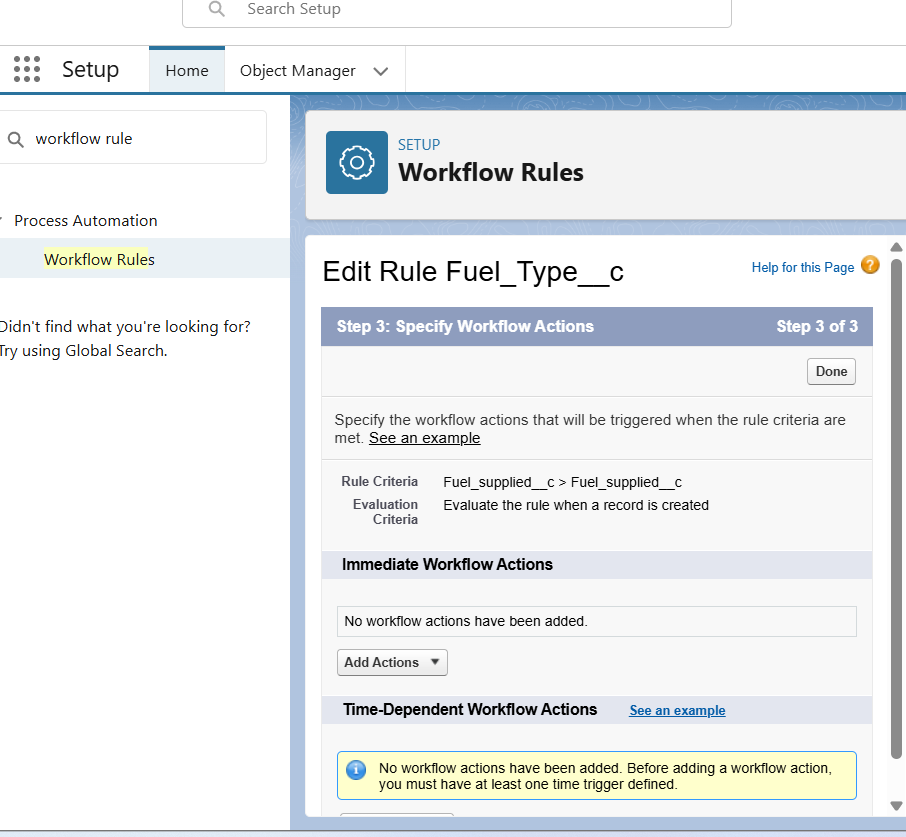 Search Setup
Setup
Home
Object Manager
workflow rule
Process Automation
Workflow Rules
Didn't find what you're looking for?
Try using Global Search.
SETUP
Workflow Rules
Edit Rule Fuel_Type__c
Help for this Page ?
Step 3: Specify Workflow Actions
Step 3 of 3
Done
Specify the workflow actions that will be triggered when the rule criteria are
met. See an example
Rule Criteria
Fuel_supplied__c > Fuel_supplied__c
Evaluation
Criteria
Evaluate the rule when a record is created
Immediate Workflow Actions
No workflow actions have been added.
Add Actions
Time-Dependent Workflow Actions
See an example
No workflow actions have been added. Before adding a workflow action,
you must have at least one time trigger defined.